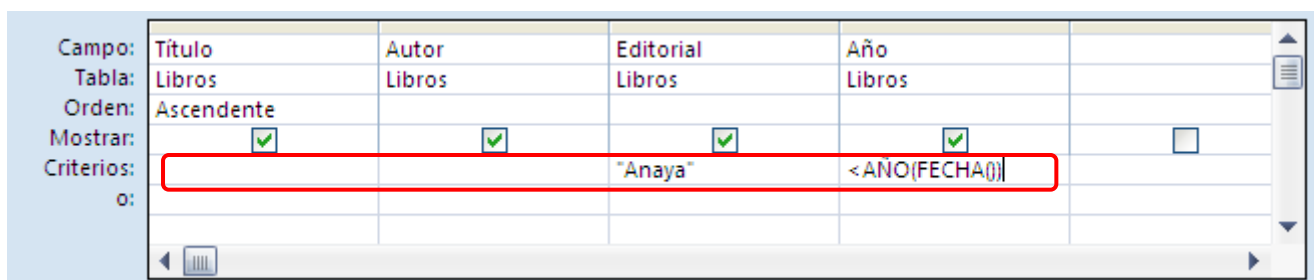 Campo: Título Autor Editorial Año
Tabla: Libros Libros Libros Libros
Orden: Ascendente
Mostrar:
Criterios: "Anaya" <AÑO(FECHA())
o: